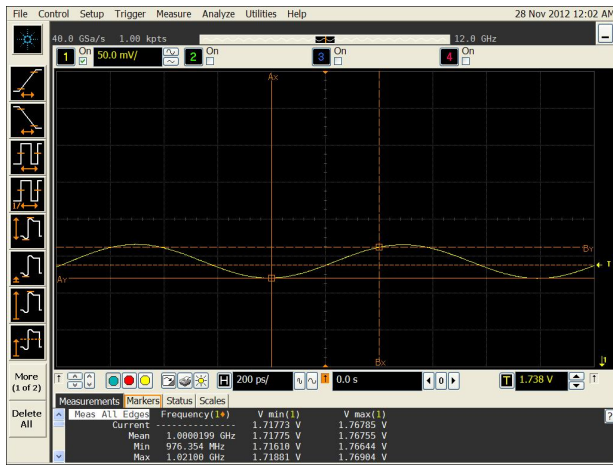 File Control Setup Trigger Measure Analyze Utilities Help 28 Nov 2012 12:02 AM
40.0 GSa/s 1.00 kpts 12.0 GHz
1 On 50.0 mV/ 2 On 3 On 4 On
Ax
By
T
Ay
Bx
1
More
(1 of 2)
Delete
All
H 200 ps/ 0.0 s 0 T 1.738 V
Measurements Markers Status Scales
Meas All Edges Frequency(1) V min(1) V max(1)
Current -------------- 1.71773 V 1.76785 V
Mean 1.0000199 GHz 1.71775 V 1.76755 V
Min 976.354 MHz 1.71610 V 1.76644 V
Max 1.02100 GHz 1.71881 V 1.76904 V
?